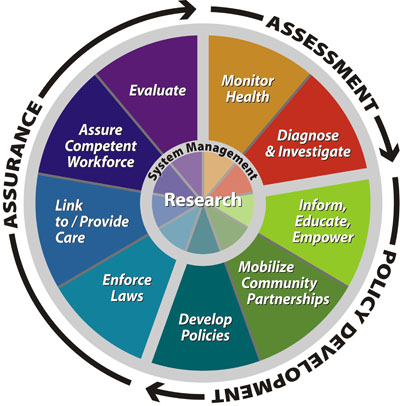 ASSESSMENT
Monitor
Health
Diagnose
& Investigate
POLICY DEVELOPMENT
Inform,
Educate,
Empower
Mobilize
Community
Partnerships
Develop
Policies
ASSURANCE
Enforce
Laws
Link
to / Provide
Care
Assure
Competent
Workforce
Evaluate
System Management
Research